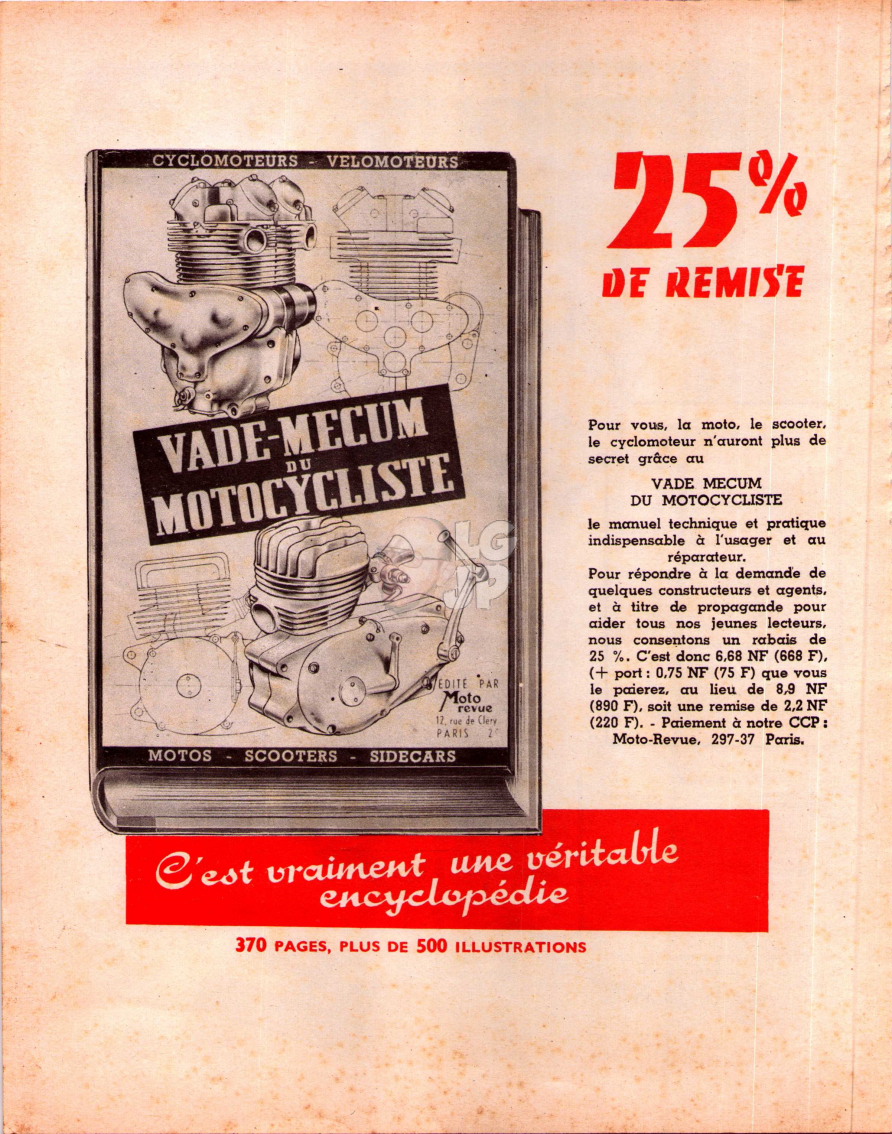 CYCLOMOTEURS - VELOMOTEURS
VADE-MECUM
DU
MOTOCYCLISTE
EDITE PAR
Moto
revue
12, rue de Clery
PARIS 2e
MOTOS - SCOOTERS - SIDECARS
25%
DE REMISE
Pour vous, la moto, le scooter,
le cyclomoteur n'auront plus de
secret grâce au
VADE MECUM
DU MOTOCYCLISTE
le manuel technique et pratique
indispensable à l'usager et au
réparateur.
Pour répondre à la demande de
quelques constructeurs et agents,
et à titre de propagande pour
aider tous nos jeunes lecteurs,
nous consentons un rabais de
25 %. C'est donc 6,68 NF (668 F),
(+ port : 0,75 NF (75 F) que vous
le paierez, au lieu de 8,9 NF
(890 F), soit une remise de 2,2 NF
(220 F). - Paiement à notre CCP :
Moto-Revue, 297-37 Paris.
LG
JP
C'est vraiment une véritable
encyclopédie
370 PAGES, PLUS DE 500 ILLUSTRATIONS